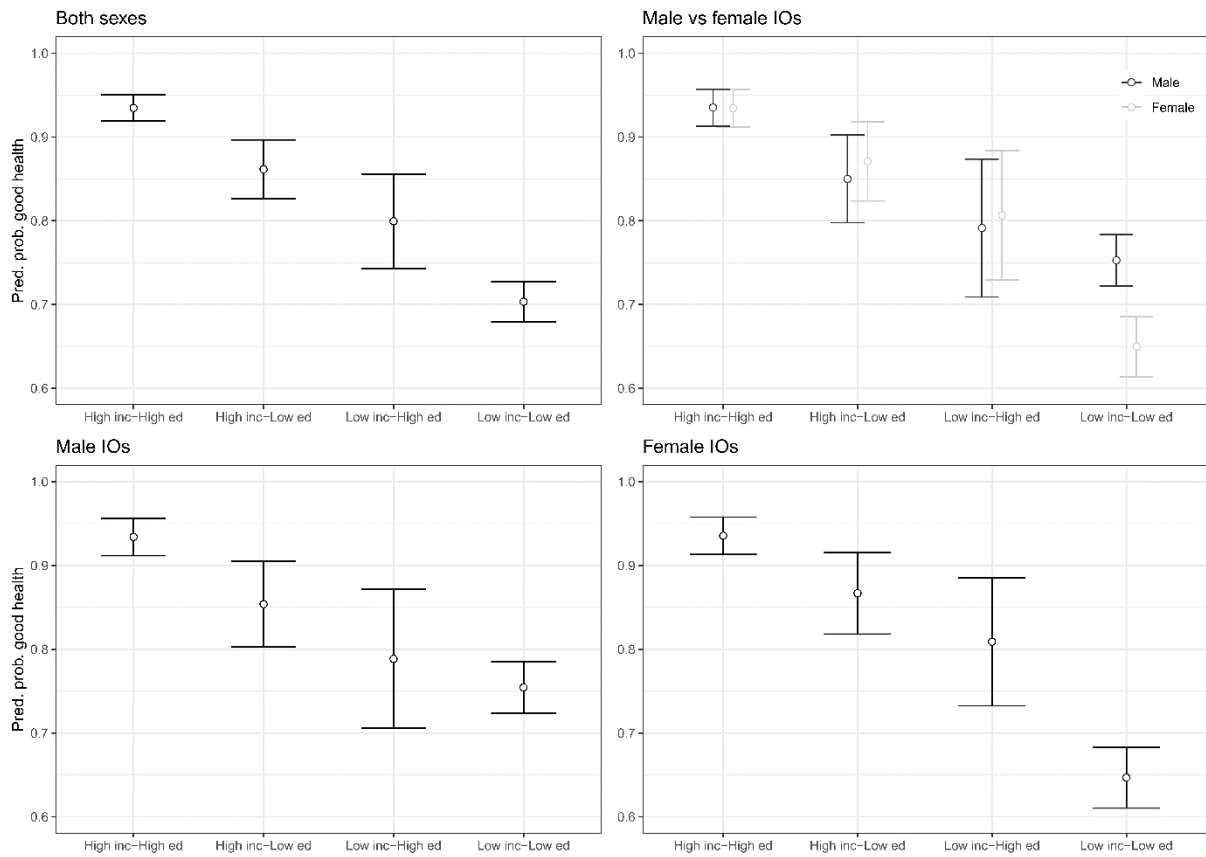 Both sexes
Pred. prob. good health
1.0
0.9
0.8
0.7
0.6
High inc−High ed
High inc−Low ed
Low inc−High ed
Low inc−Low ed
Male vs female IOs
1.0
0.9
0.8
0.7
0.6
Male
Female
High inc−High ed
High inc−Low ed
Low inc−High ed
Low inc−Low ed
Male IOs
Pred. prob. good health
1.0
0.9
0.8
0.7
0.6
High inc−High ed
High inc−Low ed
Low inc−High ed
Low inc−Low ed
Female IOs
1.0
0.9
0.8
0.7
0.6
High inc−High ed
High inc−Low ed
Low inc−High ed
Low inc−Low ed